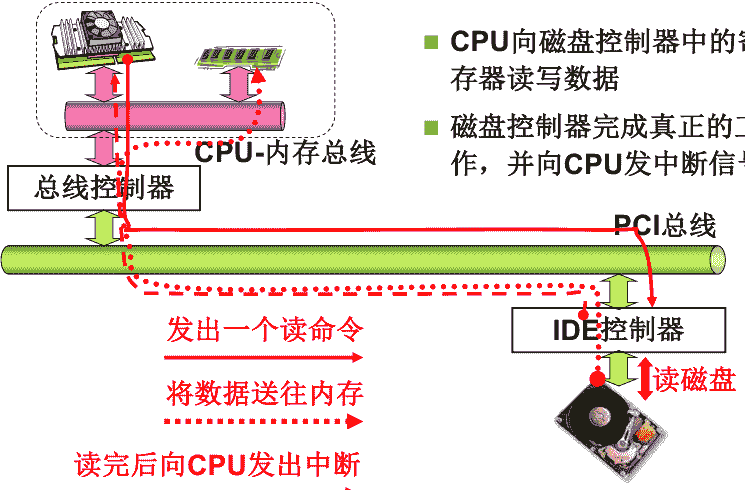 CPU向磁盘控制器中的寄
存器读写数据
磁盘控制器完成真正的工
作，并向CPU发中断信号
CPU-内存总线
总线控制器
PCI总线
IDE控制器
读磁盘
发出一个读命令
将数据送往内存
读完后向CPU发出中断